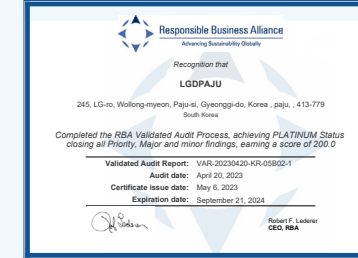 Responsible Business Alliance
Advancing Sustainability Globally
Recognition that
LGDPAJU
245, LG-ro, Wollong-myeon, Paju-si, Gyeonggi-do, Korea , paju, , 413-779
South Korea
Completed the RBA Validated Audit Process, achieving PLATINUM Status
closing all Priority, Major and minor findings, earning a score of 200.0
Validated Audit Report: VAR-20230420-KR-05B02-1
Audit date: April 20, 2023
Certificate issue date: May 6, 2023
Expiration date: September 21, 2024
Robert F. Lederer
CEO, RBA